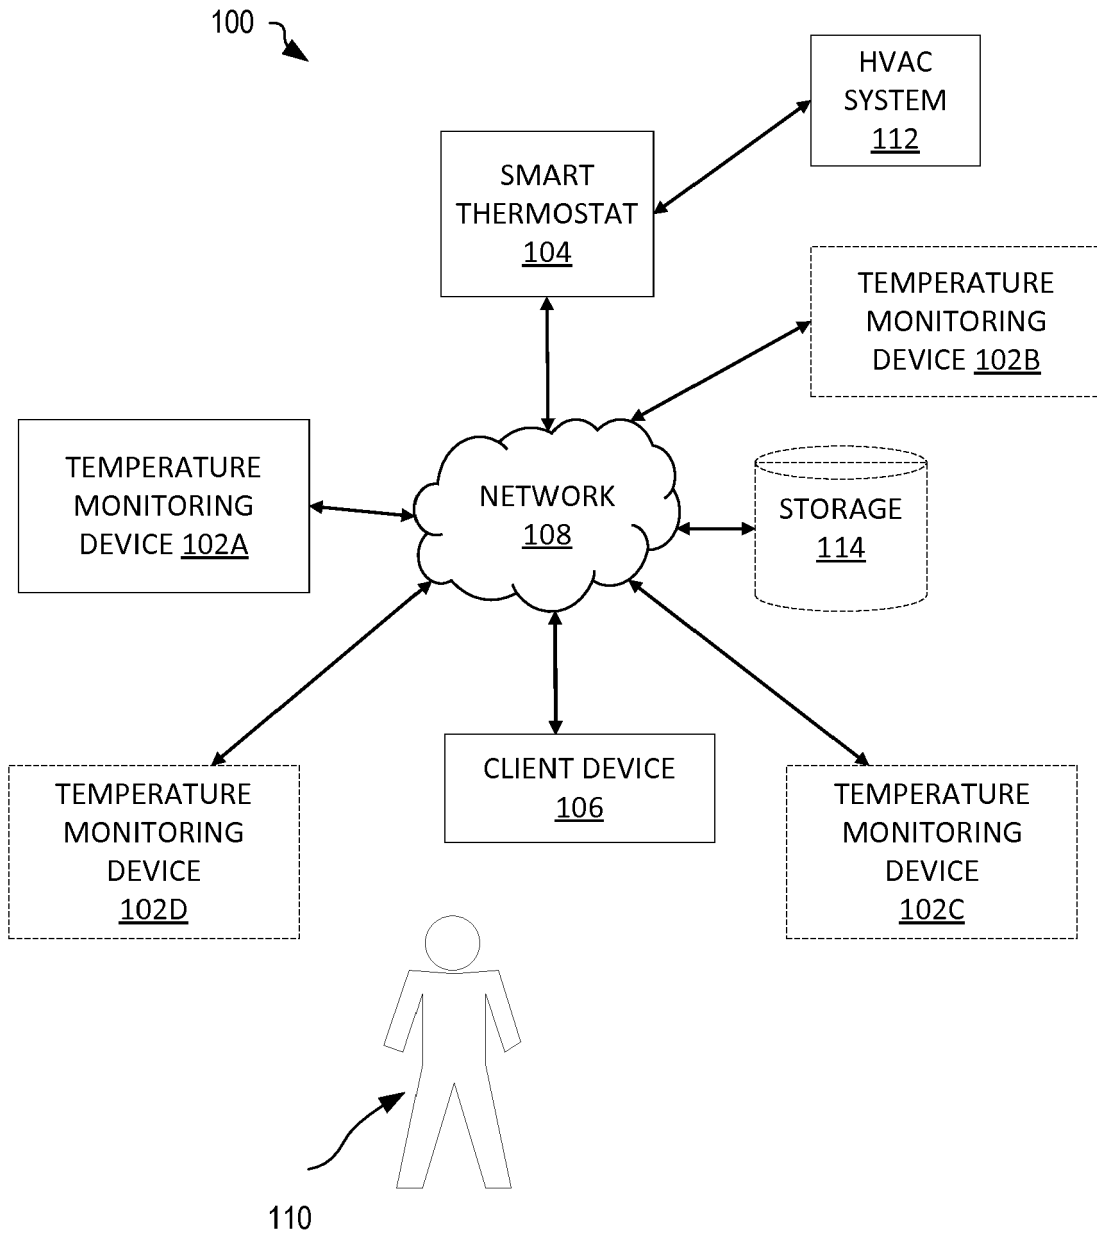 100
HVAC
SYSTEM
112
SMART
THERMOSTAT
104
TEMPERATURE
MONITORING
DEVICE 102B
TEMPERATURE
MONITORING
DEVICE 102A
NETWORK
108
STORAGE
114
TEMPERATURE
MONITORING
DEVICE
102D
CLIENT DEVICE
106
TEMPERATURE
MONITORING
DEVICE
102C
110